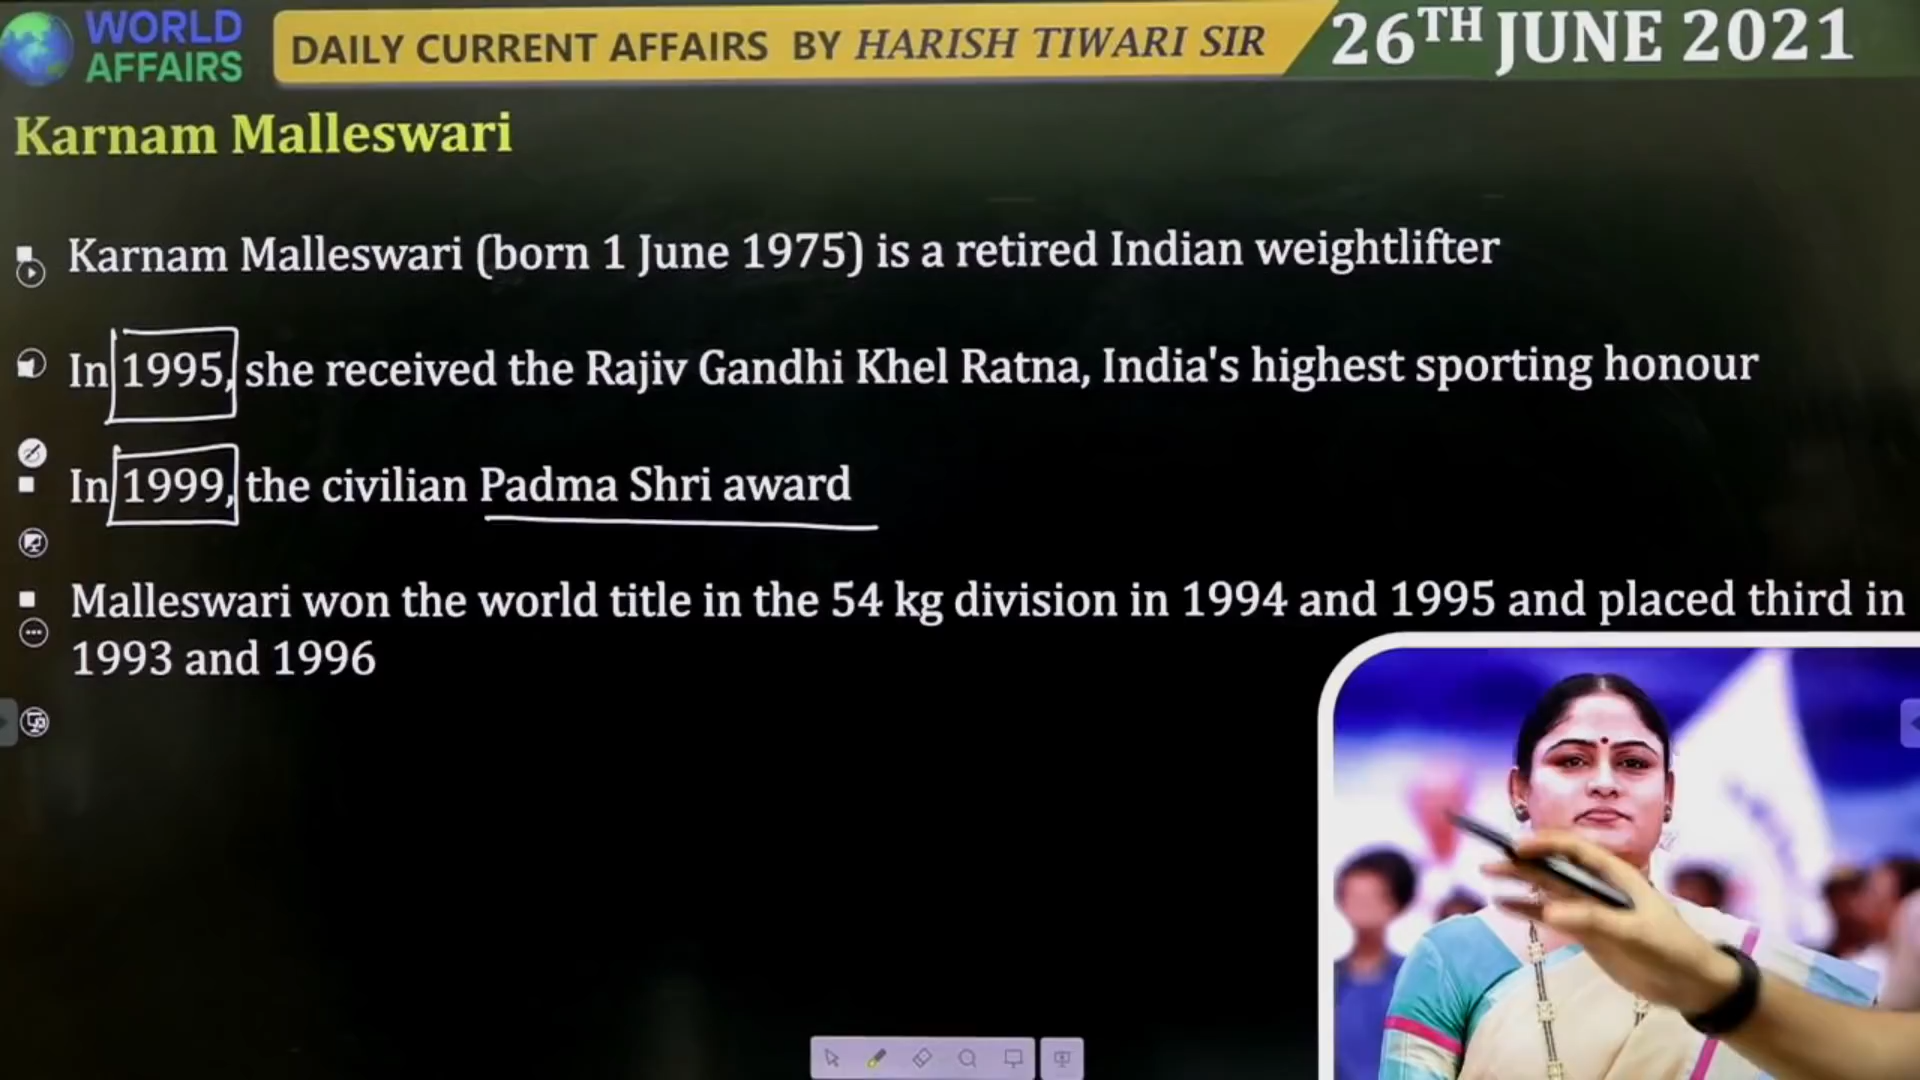 WORLD
AFFAIRS
DAILY CURRENT AFFAIRS BY HARISH TIWARI SIR
26TH JUNE 2021
Karnam Malleswari
Karnam Malleswari (born 1 June 1975) is a retired Indian weightlifter
In 1995, she received the Rajiv Gandhi Khel Ratna, India's highest sporting honour
In 1999, the civilian Padma Shri award
Malleswari won the world title in the 54 kg division in 1994 and 1995 and placed third in
1993 and 1996